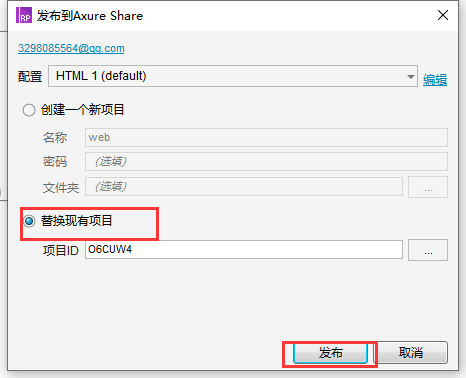 RP 发布到Axure Share
3298085564@qq.com
配置 HTML 1 (default) 编辑
创建一个新项目
名称 web
密码 (选填)
文件夹 (选填) ...
替换现有项目
项目ID O6CUW4 ...
发布 取消